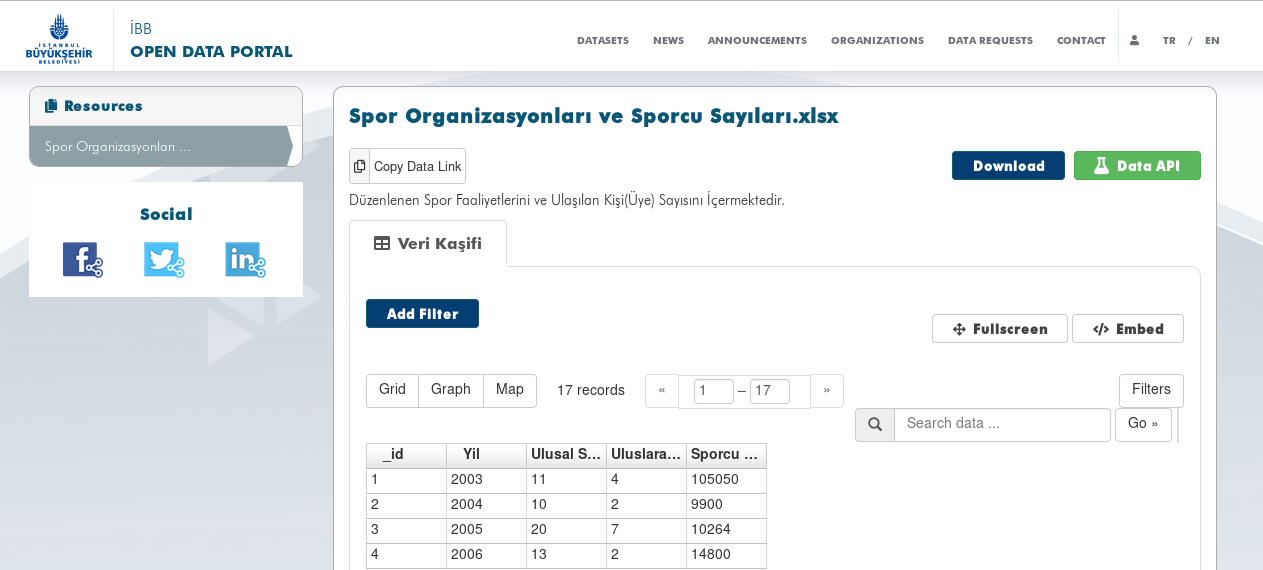 İSTANBUL
BÜYÜKŞEHİR
BELEDİYESİ
İBB
OPEN DATA PORTAL
DATASETS
NEWS
ANNOUNCEMENTS
ORGANIZATIONS
DATA REQUESTS
CONTACT
TR / EN
Resources
Spor Organizasyonları ...
Social
Spor Organizasyonları ve Sporcu Sayıları.xlsx
Copy Data Link
Download
Data API
Düzenlenen Spor Faaliyetlerini ve Ulaşılan Kişi(Üye) Sayısını İçermektedir.
Veri Kaşifi
Add Filter
Fullscreen
Embed
Grid Graph Map 17 records « 1 – 17 » Filters
Search data ... Go »
_id Yil Ulusal S... Uluslara... Sporcu ...
1 2003 11 4 105050
2 2004 10 2 9900
3 2005 20 7 10264
4 2006 13 2 14800